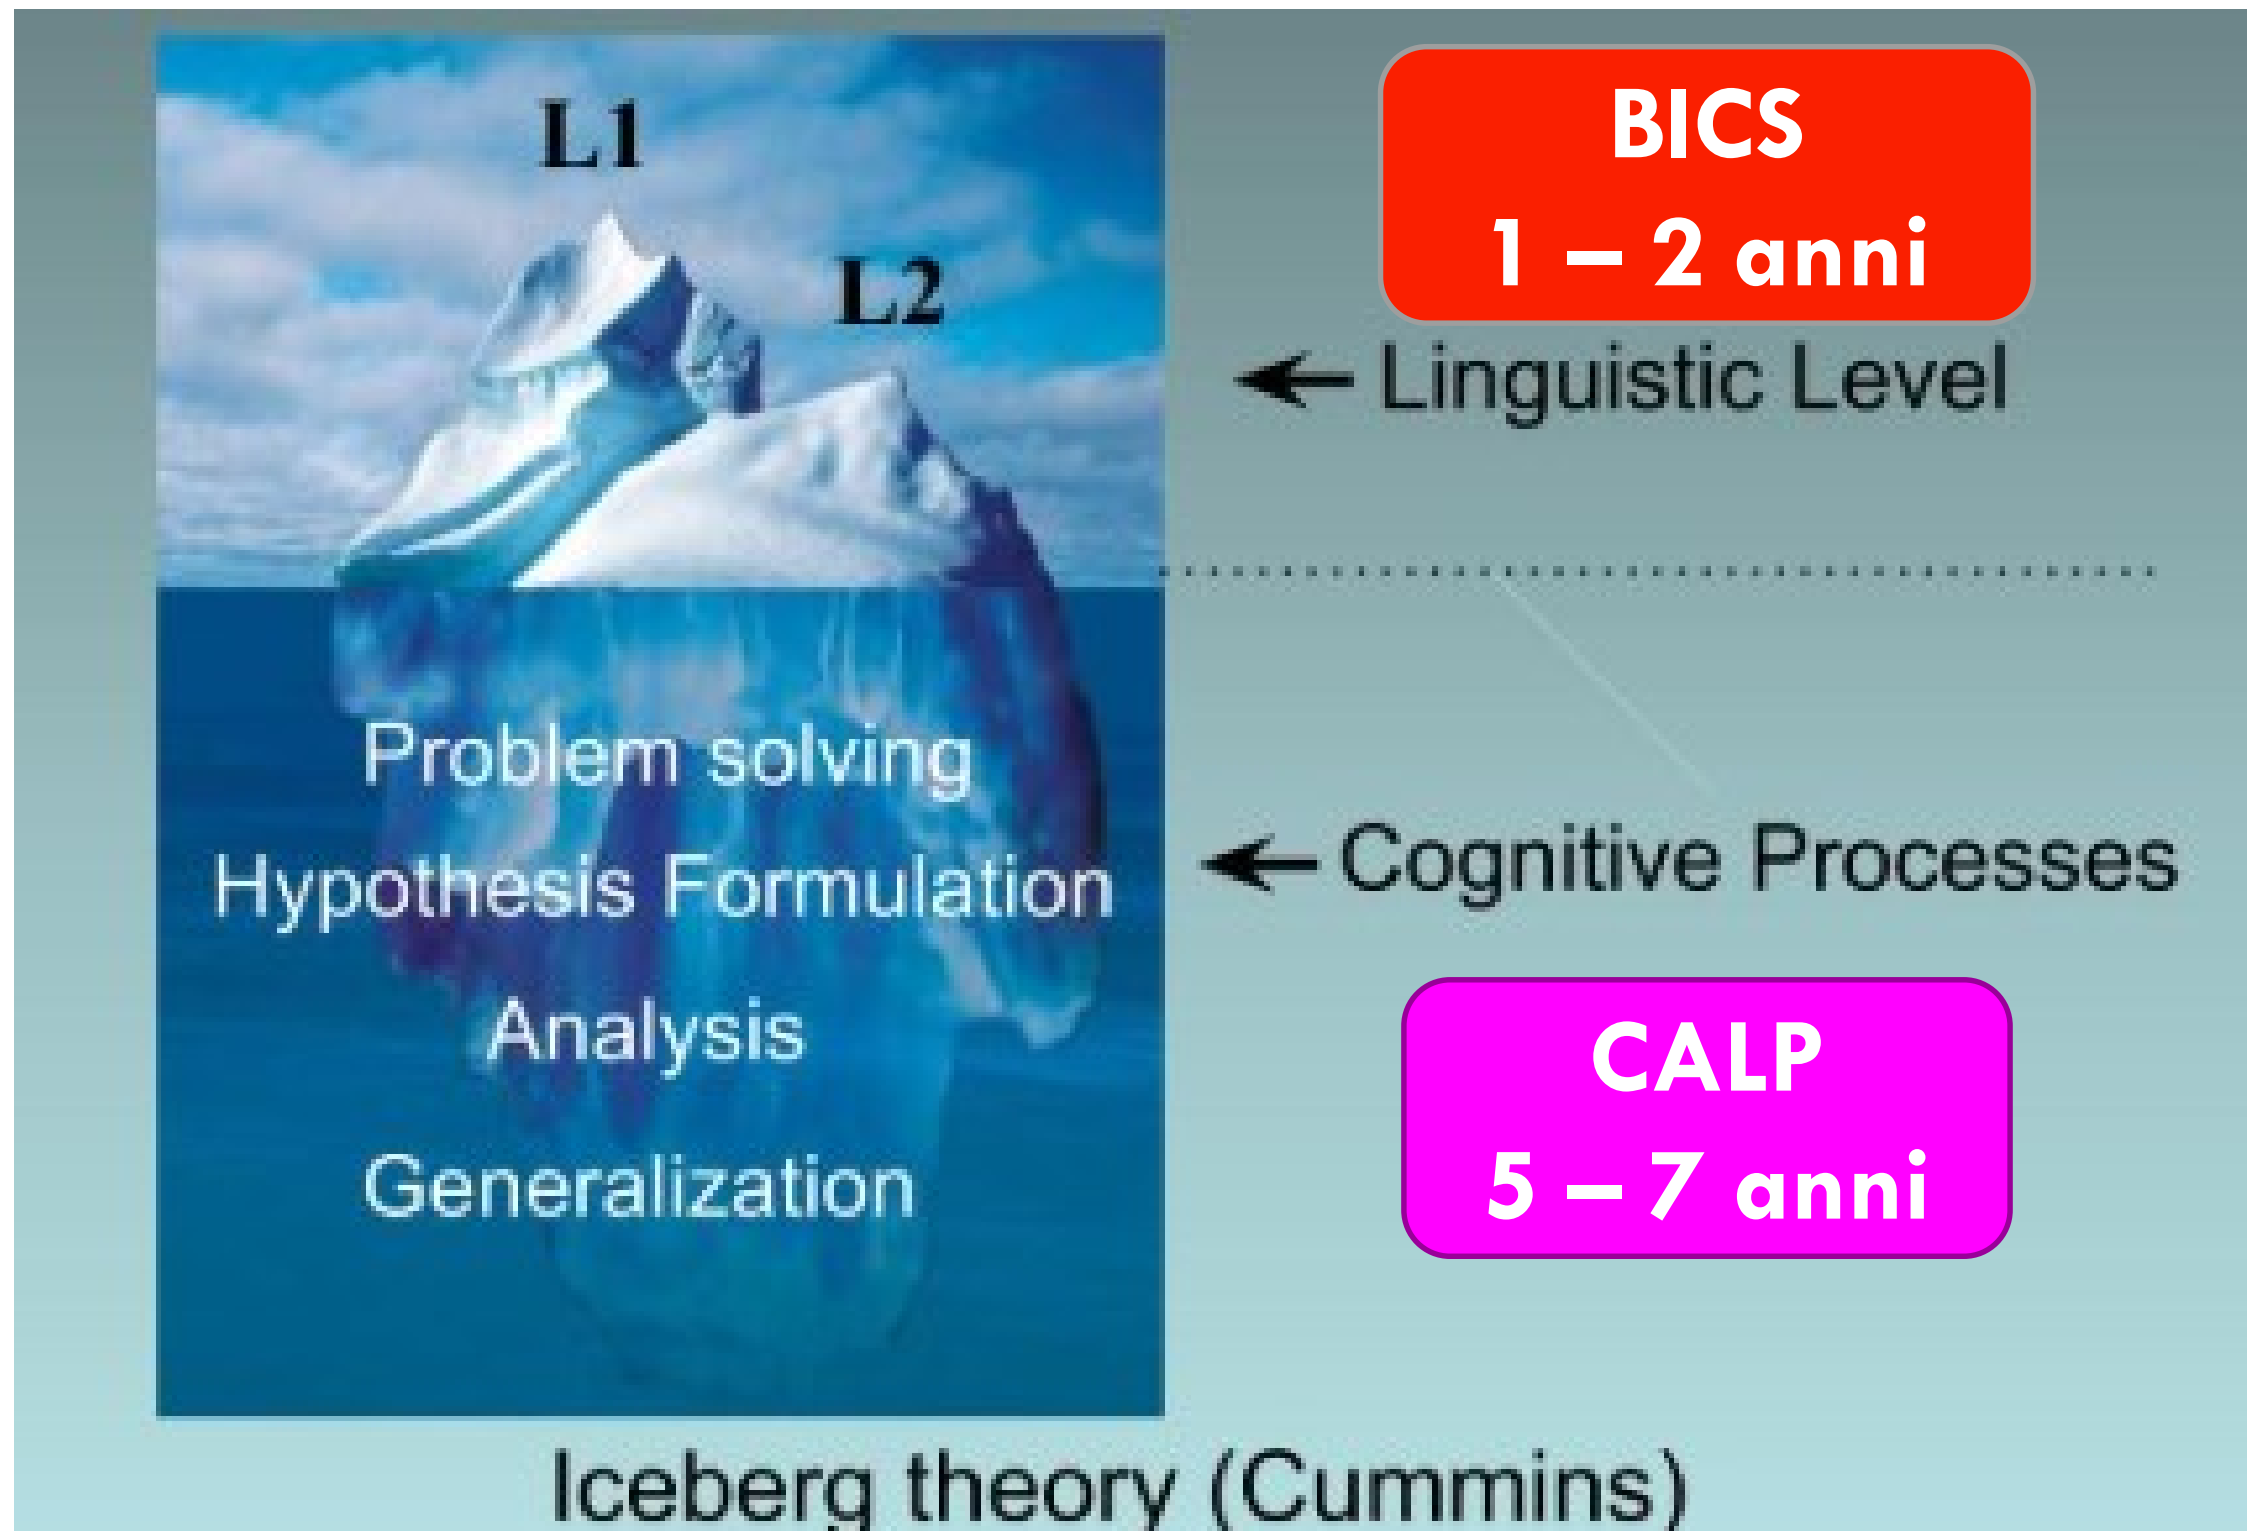 L1
L2
BICS
1 – 2 anni
Linguistic Level
Problem solving
Hypothesis Formulation
Analysis
Generalization
Cognitive Processes
CALP
5 – 7 anni
Iceberg theory (Cummins)